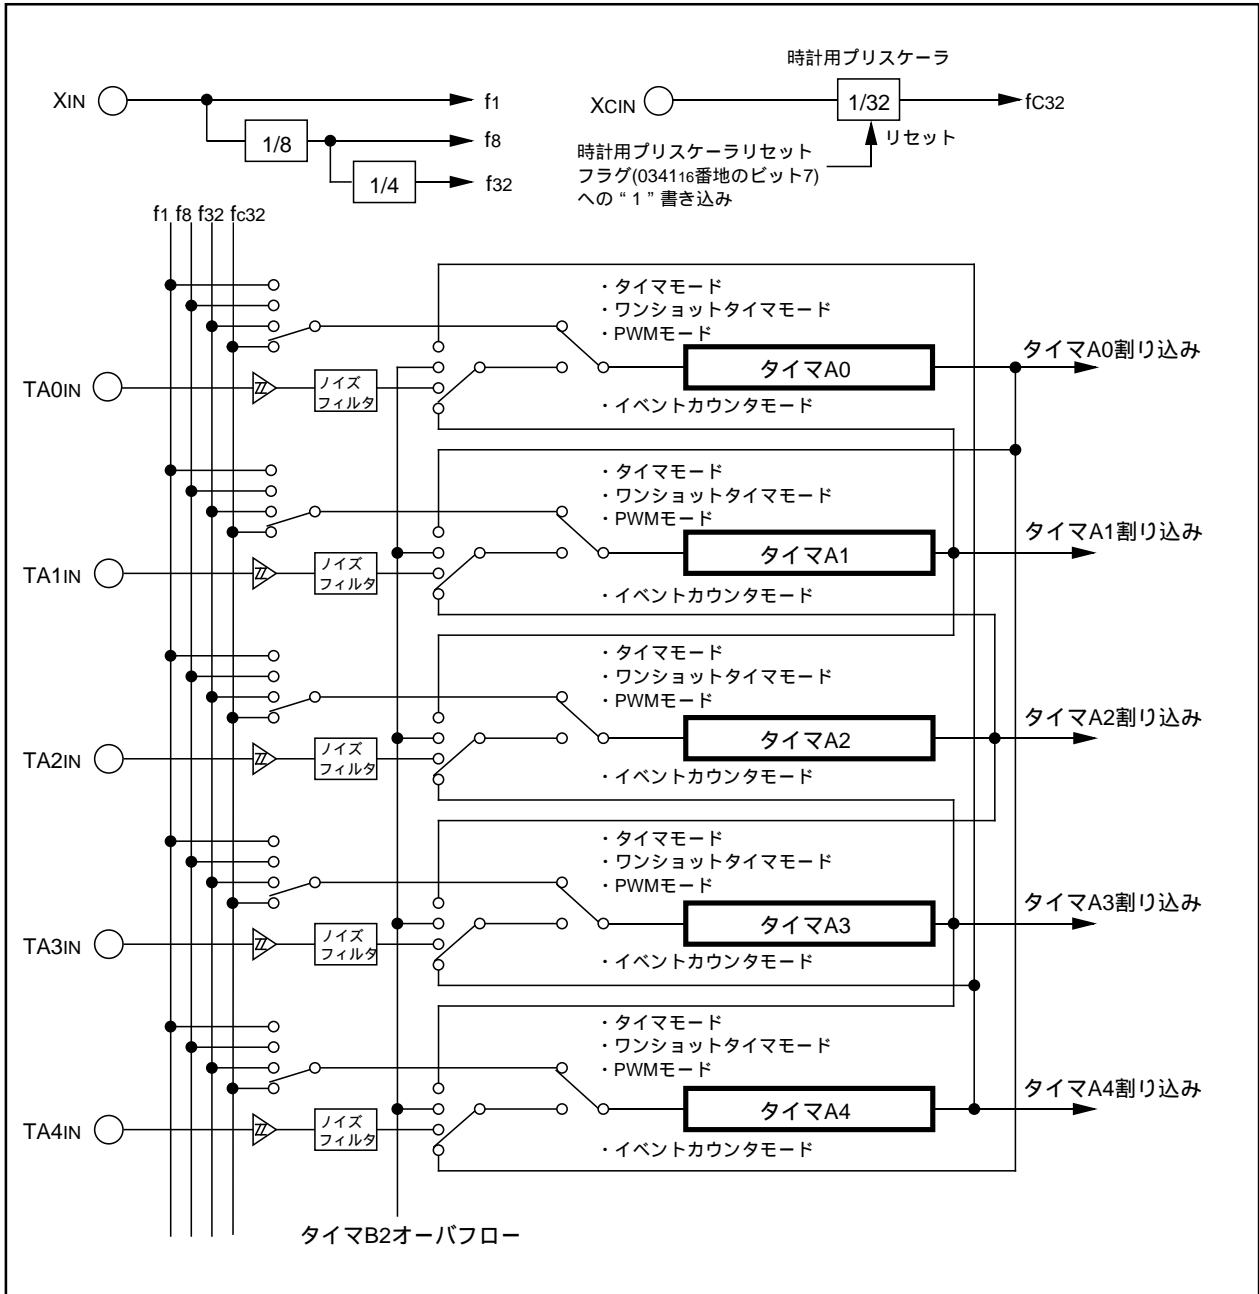 時計用プリスケーラ
XIN
f1
XCIN
1/32
fC32
1/8
f8
リセット
1/4
f32
時計用プリスケーラリセット
フラグ(034116番地のビット7)
への“1”書き込み
f1 f8 f32 fc32
・タイマモード
・ワンショットタイマモード
・PWMモード
タイマA0割り込み
タイマA0
TA0IN
ノイズ
フィルタ
・イベントカウンタモード
・タイマモード
・ワンショットタイマモード
・PWMモード
タイマA1割り込み
タイマA1
TA1IN
ノイズ
フィルタ
・イベントカウンタモード
・タイマモード
・ワンショットタイマモード
・PWMモード
タイマA2割り込み
タイマA2
TA2IN
ノイズ
フィルタ
・イベントカウンタモード
・タイマモード
・ワンショットタイマモード
・PWMモード
タイマA3割り込み
タイマA3
TA3IN
ノイズ
フィルタ
・イベントカウンタモード
・タイマモード
・ワンショットタイマモード
・PWMモード
タイマA4割り込み
タイマA4
TA4IN
ノイズ
フィルタ
・イベントカウンタモード
タイマB2オーバフロー